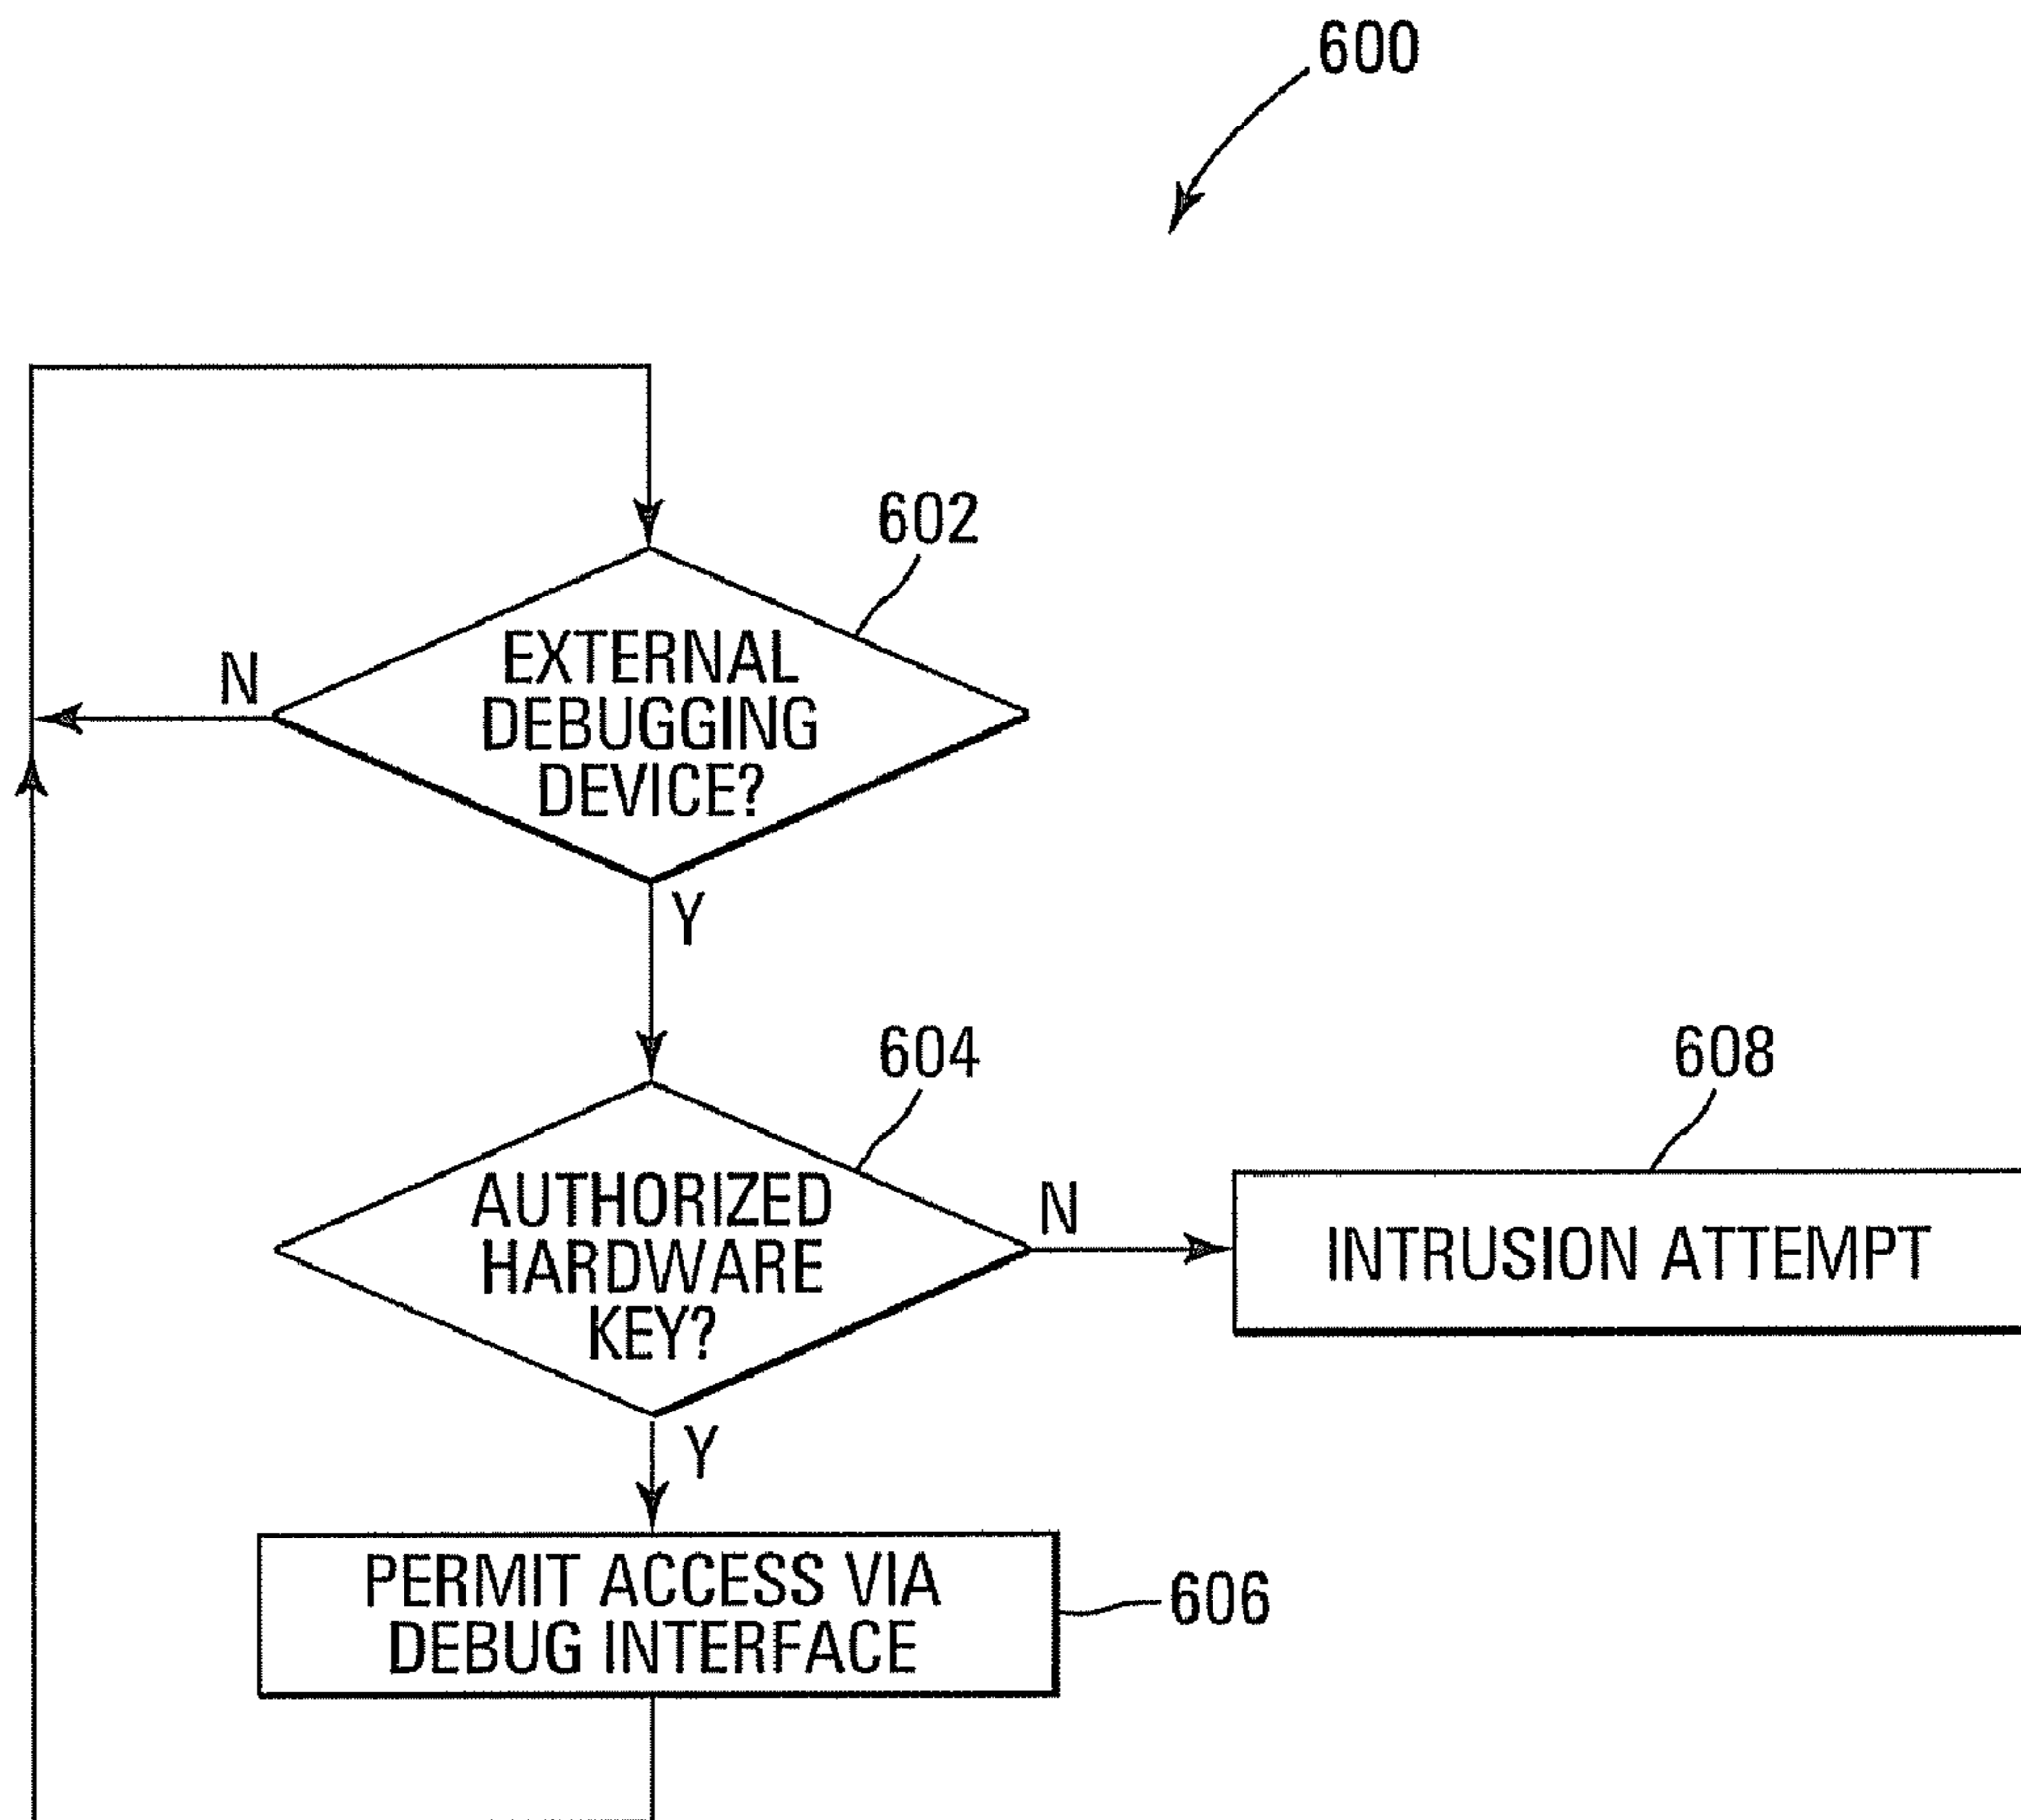 600
602
EXTERNAL
DEBUGGING
DEVICE?
N
Y
604
608
AUTHORIZED
HARDWARE
KEY?
N
INTRUSION ATTEMPT
Y
PERMIT ACCESS VIA
DEBUG INTERFACE
606